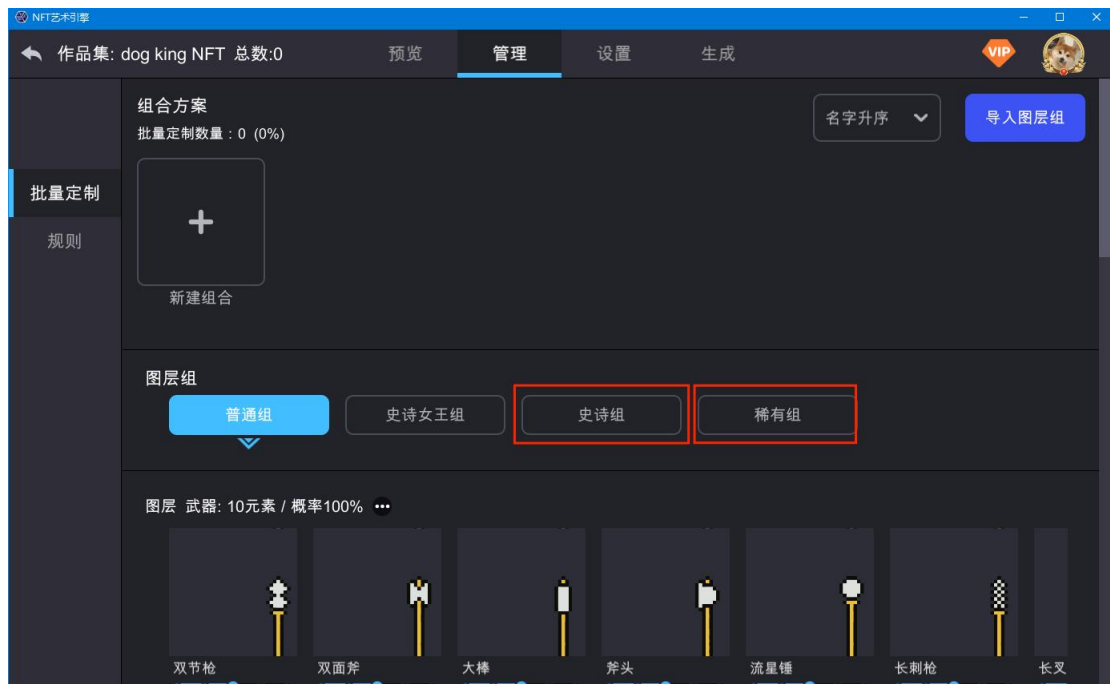 NFT艺术引擎
作品集: dog king NFT 总数:0 预览 管理 设置 生成 VIP
组合方案
批量定制数量：0 (0%)
名字升序
导入图层组
批量定制
规则
新建组合
图层组
普通组 史诗女王组 史诗组 稀有组
图层 武器: 10元素 / 概率100%
双节枪 双面斧 大棒 斧头 流星锤 长刺枪 长叉